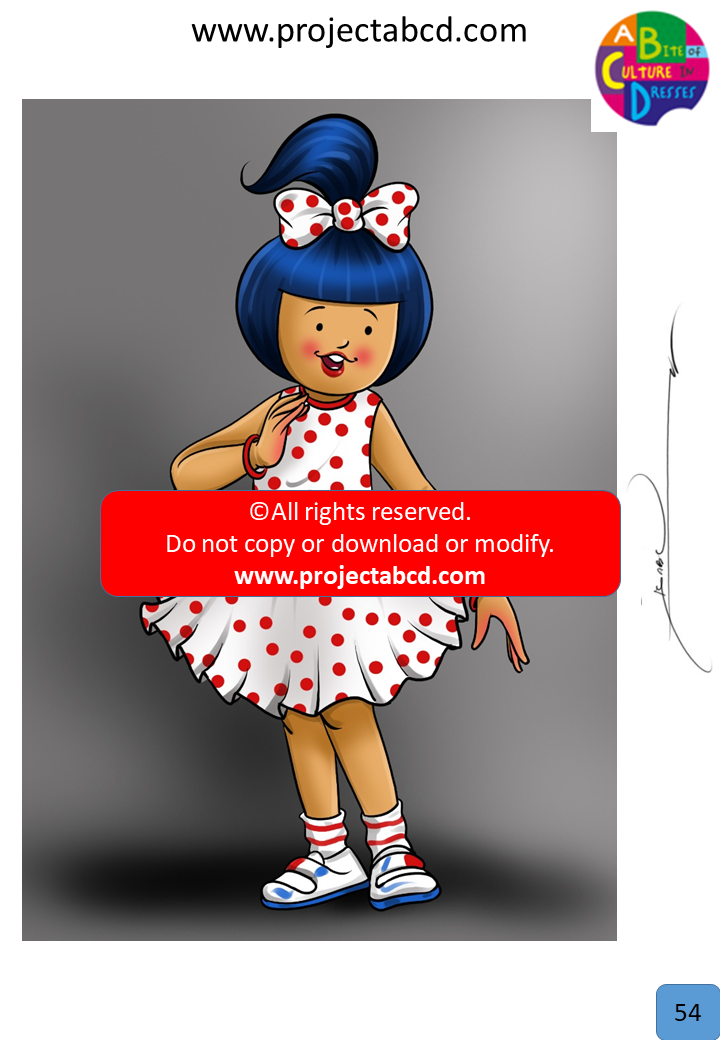 www.projectabcd.com
A BITE OF
CULTURE IN
DRESSES
©All rights reserved.
Do not copy or download or modify.
www.projectabcd.com
54